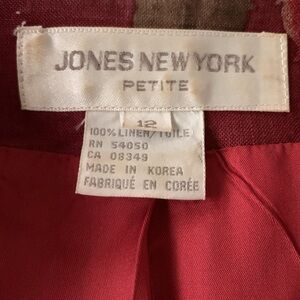 JONES NEW YORK
PETITE
12
100% LINEN/TOILE
RN 54050
CA 08349
MADE IN KOREA
FABRIQUÉ EN CORÉE